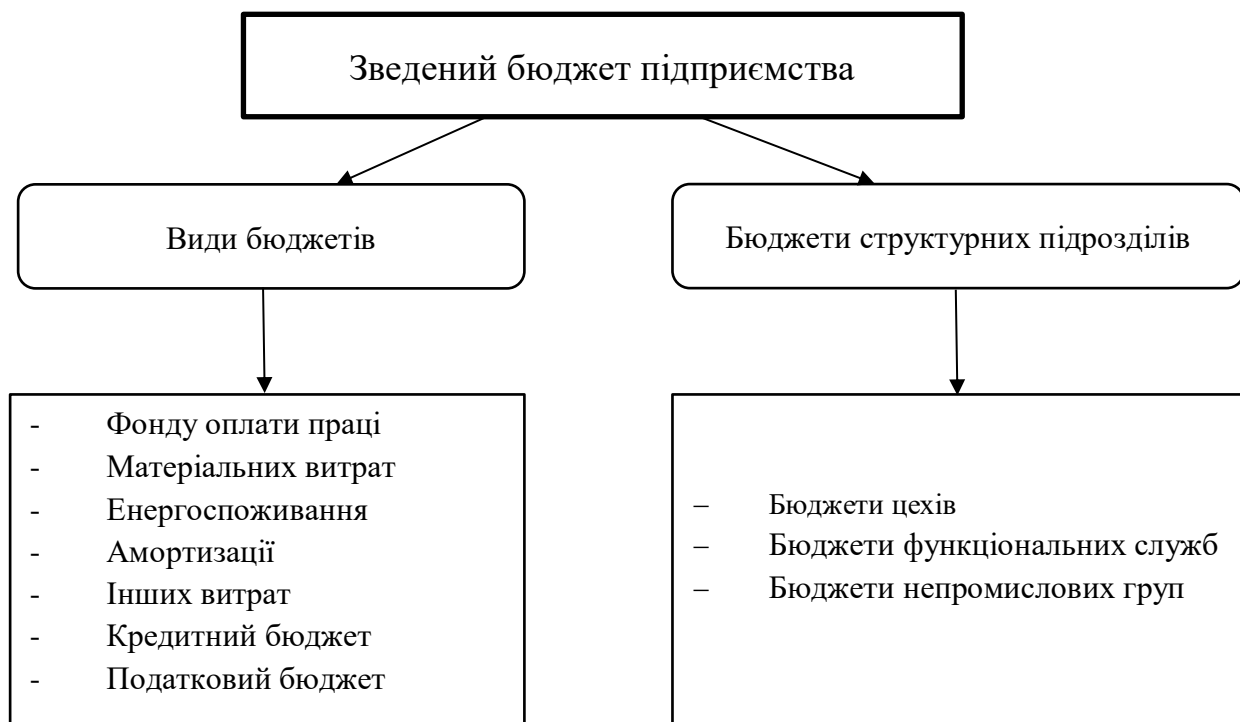 Зведений бюджет підприємства
Види бюджетів
Бюджети структурних підрозділів
- Фонду оплати праці
- Матеріальних витрат
- Енергоспоживання
- Амортизації
- Інших витрат
- Кредитний бюджет
- Податковий бюджет
– Бюджети цехів
– Бюджети функціональних служб
– Бюджети непромислових груп